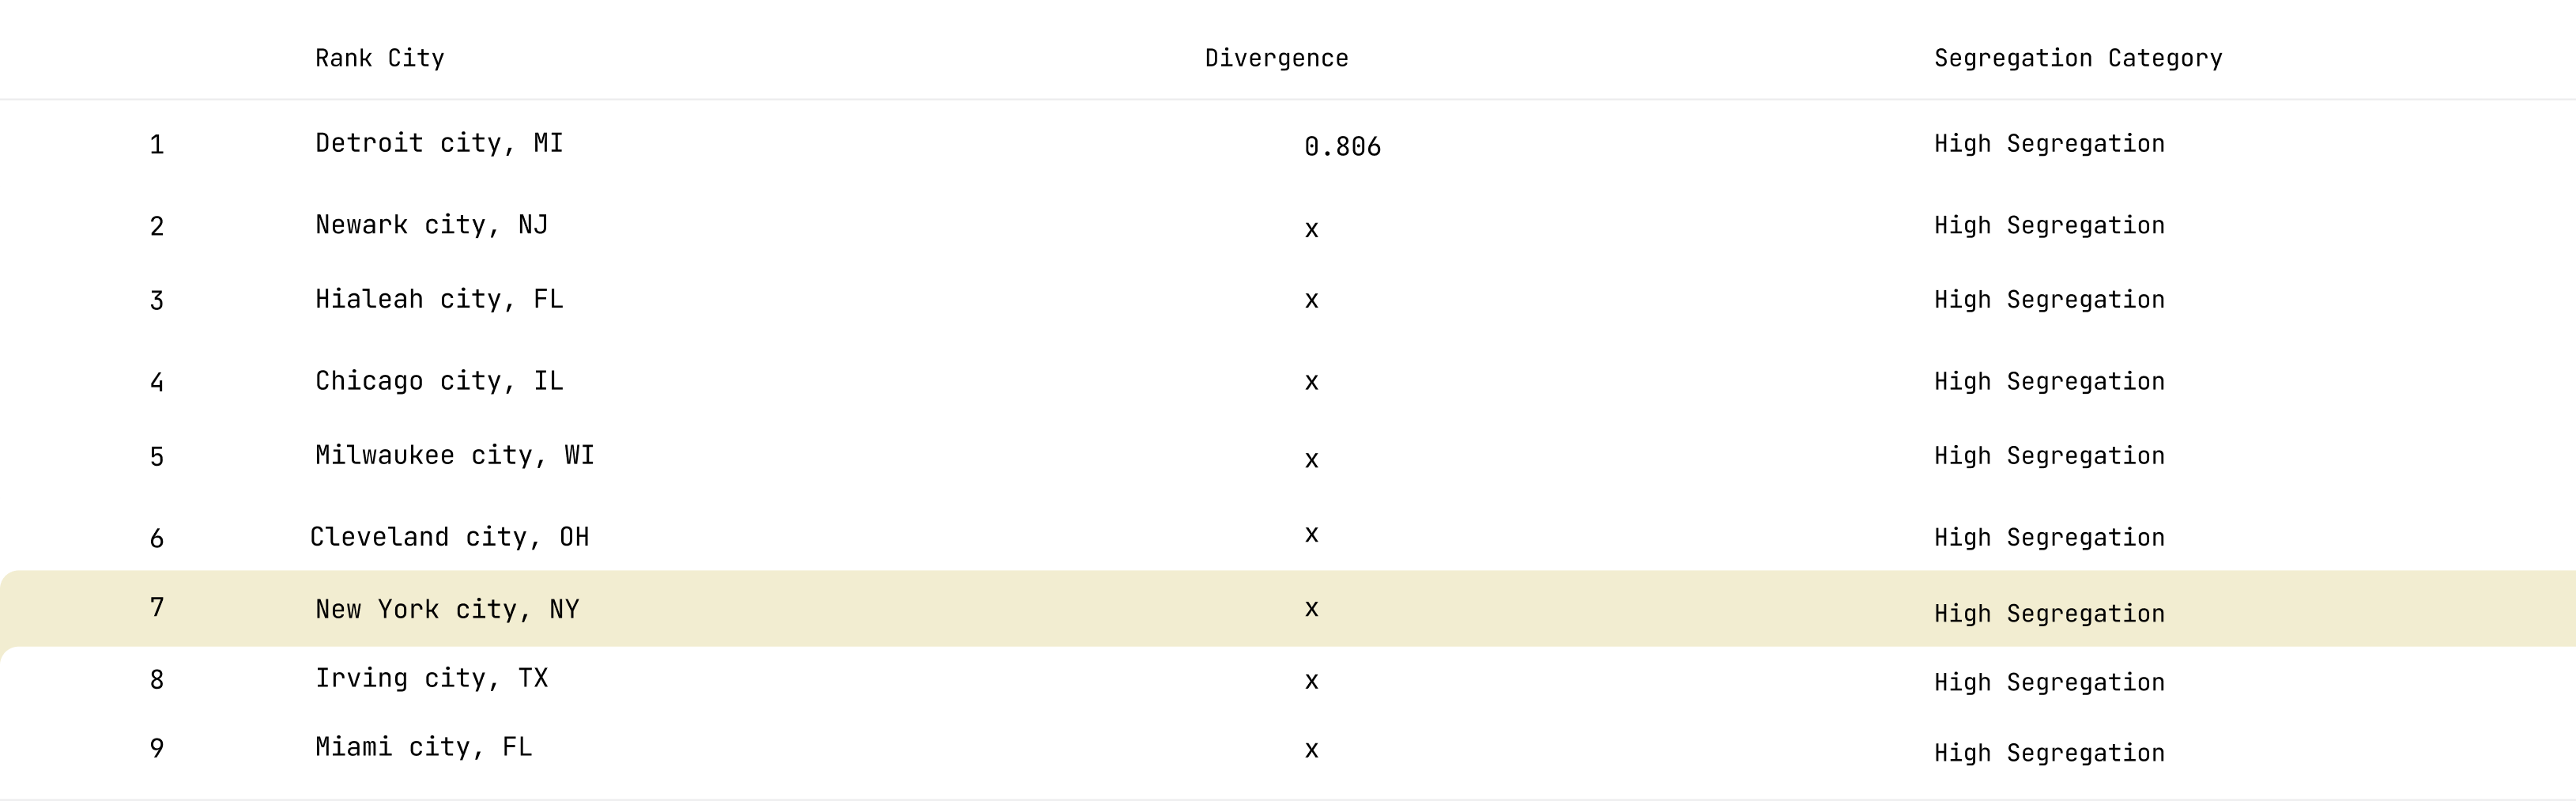 Rank City Divergence Segregation Category
1 Detroit city, MI 0.806 High Segregation
2 Newark city, NJ x High Segregation
3 Hialeah city, FL x High Segregation
4 Chicago city, IL x High Segregation
5 Milwaukee city, WI x High Segregation
6 Cleveland city, OH x High Segregation
7 New York city, NY x High Segregation
8 Irving city, TX x High Segregation
9 Miami city, FL x High Segregation